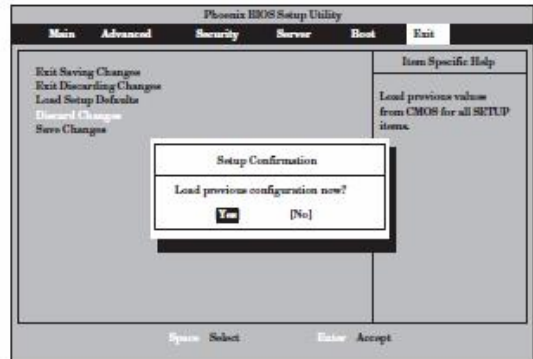 Phoenix BIOS Setup Utility
Main Advanced Security Server Boot Exit
Exit Saving Changes
Exit Discarding Changes
Load Setup Defaults
Discard Changes
Save Changes
Item Specific Help
Load previous values
from CMOS for all SETUP
items.
Setup Confirmation
Load previous configuration now?
Yes [No]
Space Select Enter Accept